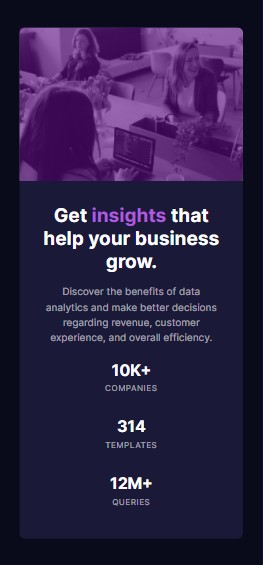 Get insights that
help your business
grow.
Discover the benefits of data
analytics and make better decisions
regarding revenue, customer
experience, and overall efficiency.
10K+
COMPANIES
314
TEMPLATES
12M+
QUERIES